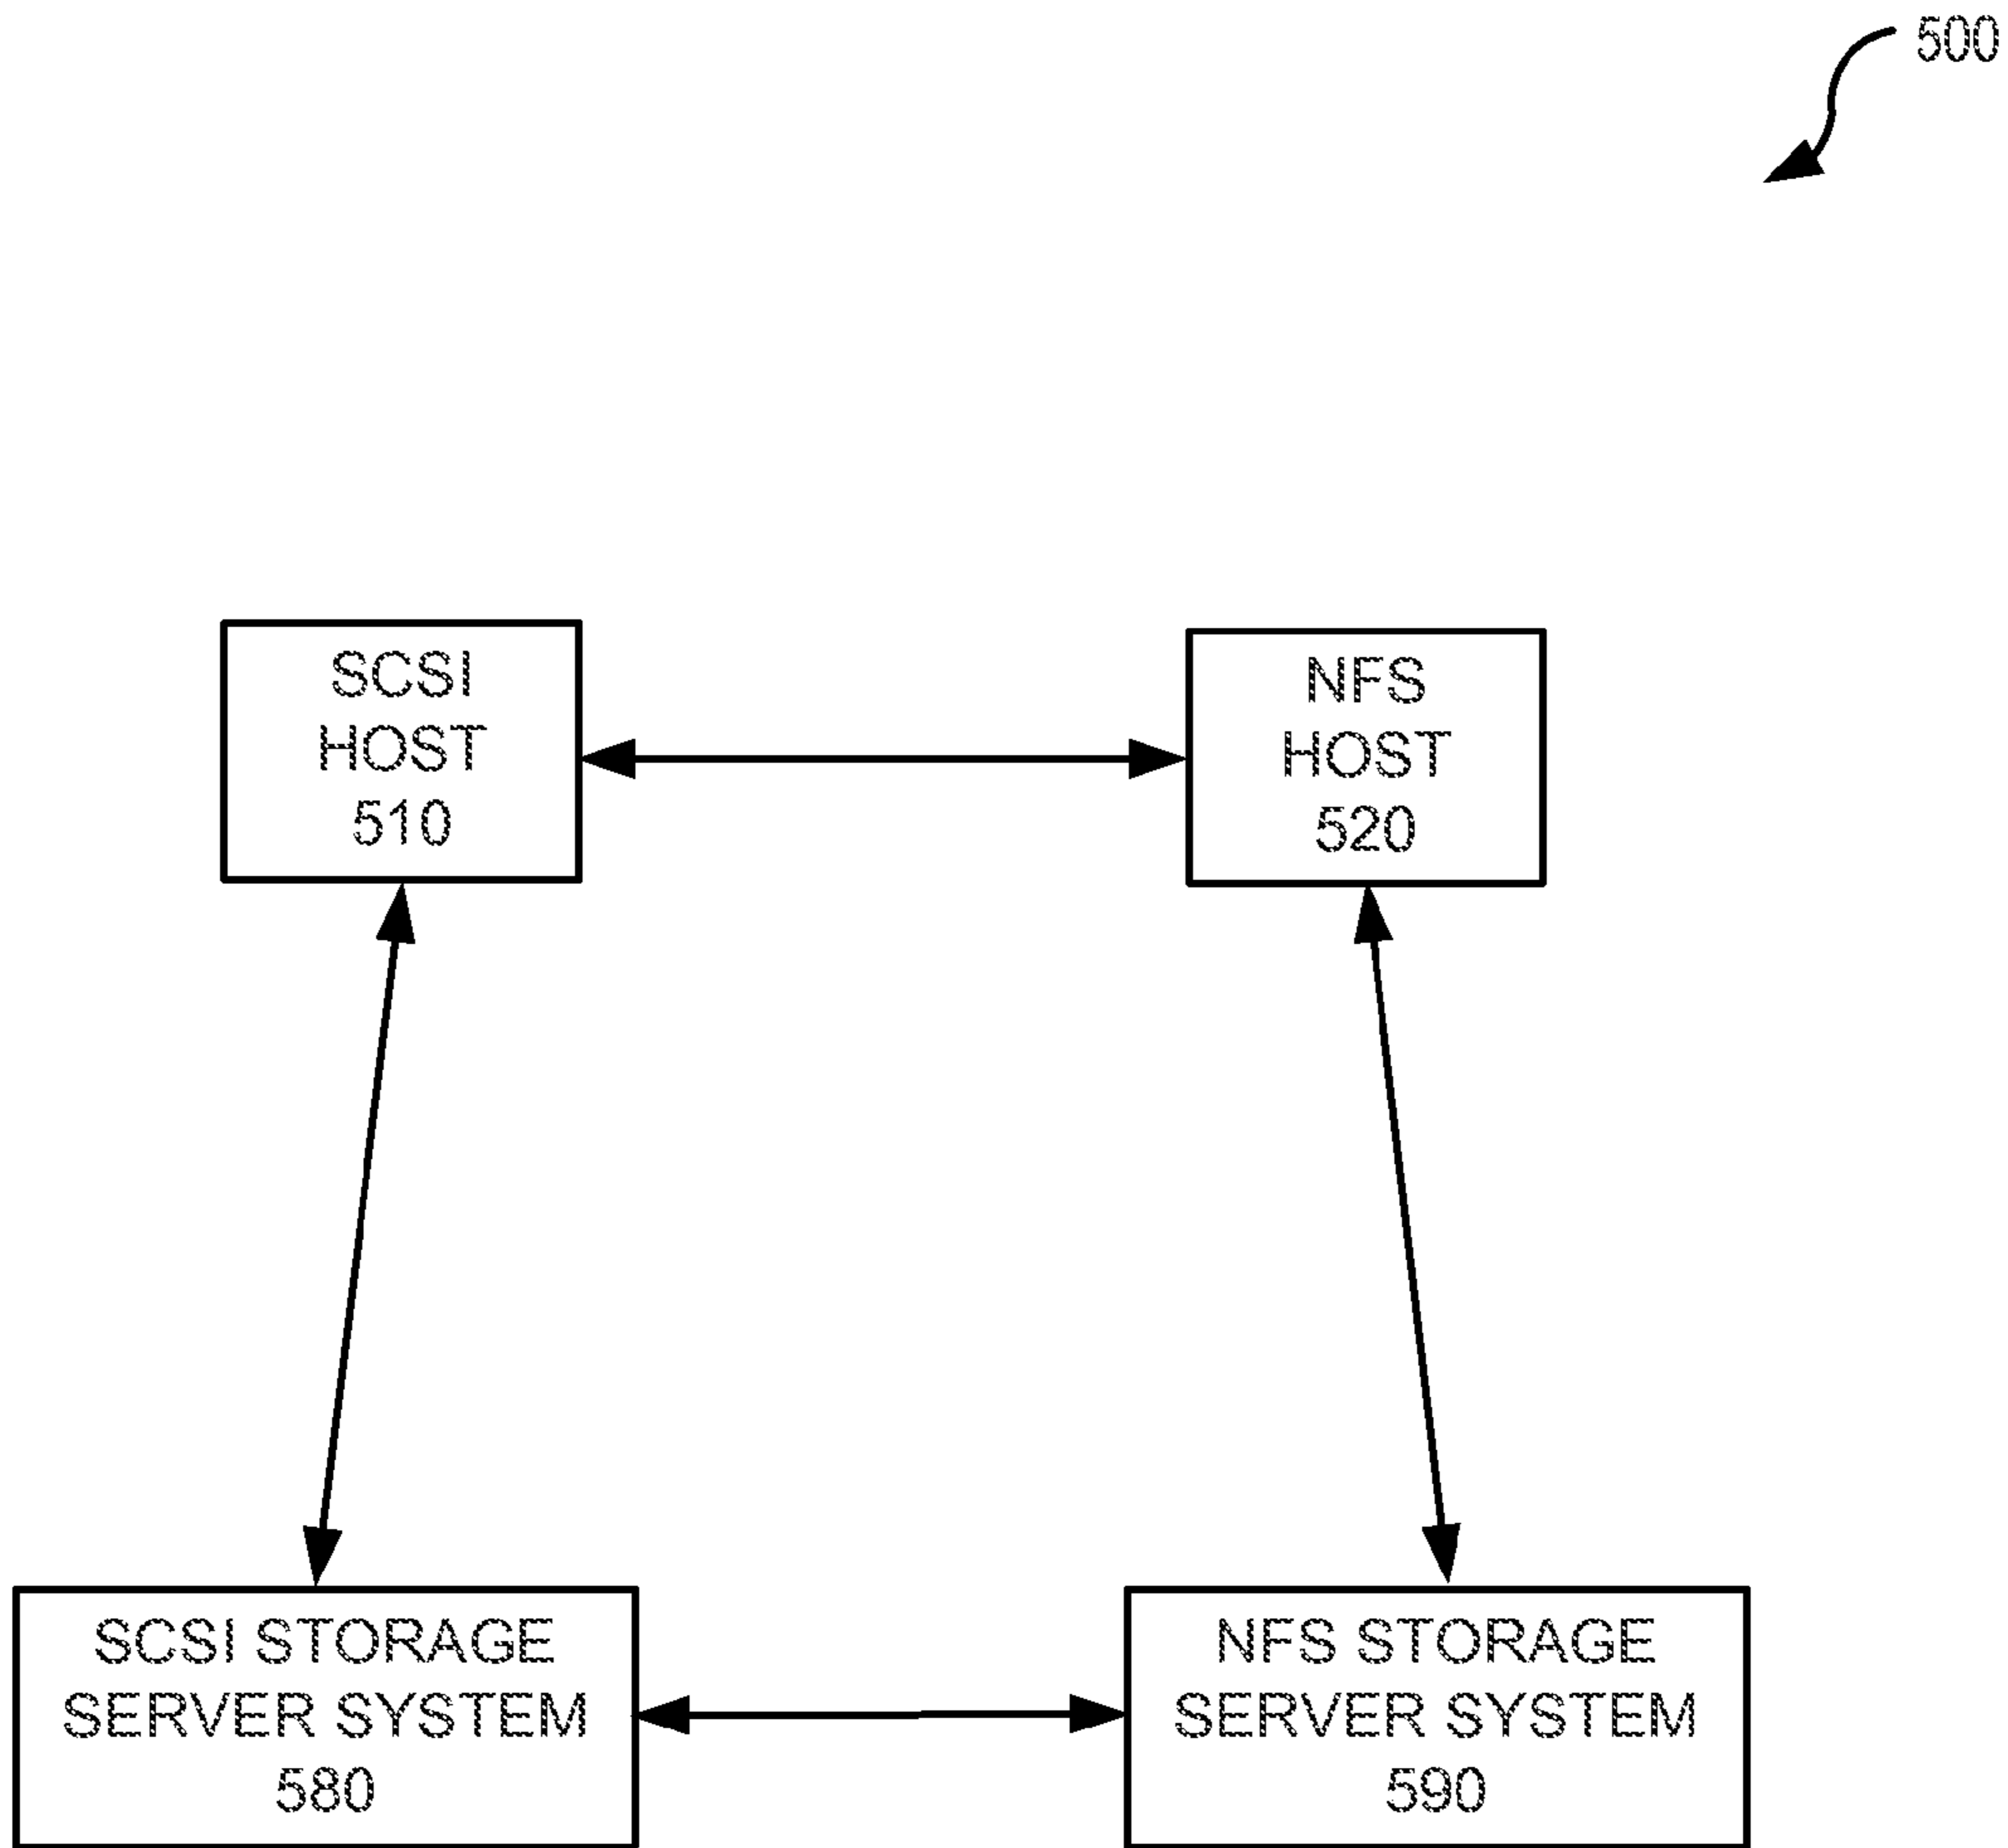 500
SCSI
HOST
510
NFS
HOST
520
SCSI STORAGE
SERVER SYSTEM
580
NFS STORAGE
SERVER SYSTEM
590